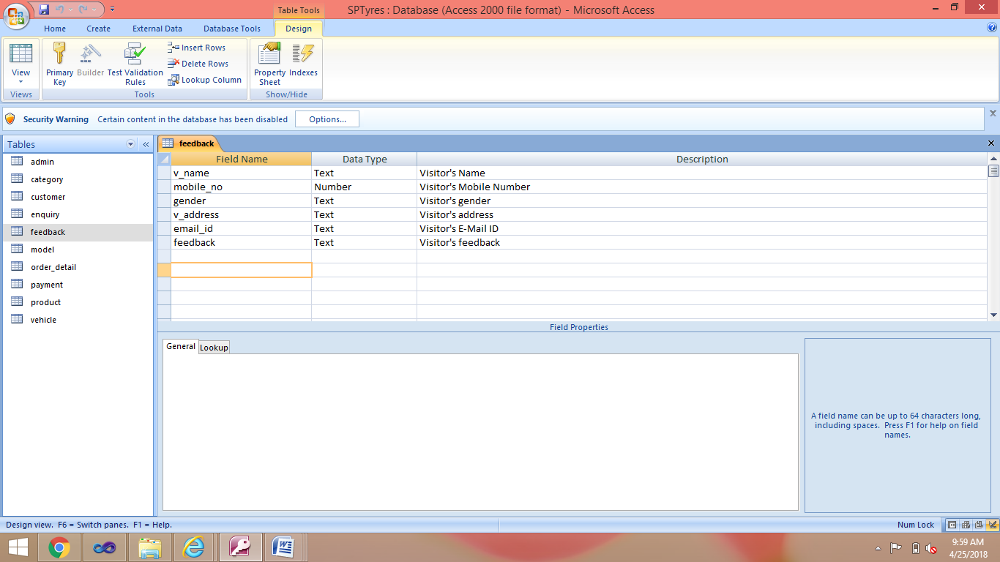 Table Tools
SPTyres : Database (Access 2000 file format) - Microsoft Access
Home Create External Data Database Tools Design
View
Primary Key
Builder
Test Validation Rules
Insert Rows
Delete Rows
Lookup Column
Property Sheet
Indexes
Views Tools Show/Hide
Security Warning Certain content in the database has been disabled Options...
Tables
admin
category
customer
enquiry
feedback
model
order_detail
payment
product
vehicle
feedback
Field Name Data Type Description
v_name Text Visitor's Name
mobile_no Number Visitor's Mobile Number
gender Text Visitor's gender
v_address Text Visitor's address
email_id Text Visitor's E-Mail ID
feedback Text Visitor's feedback
Field Properties
General Lookup
A field name can be up to 64 characters long,
including spaces. Press F1 for help on field
names.
Design view. F6 = Switch panes. F1 = Help.
Num Lock
9:59 AM
4/25/2018